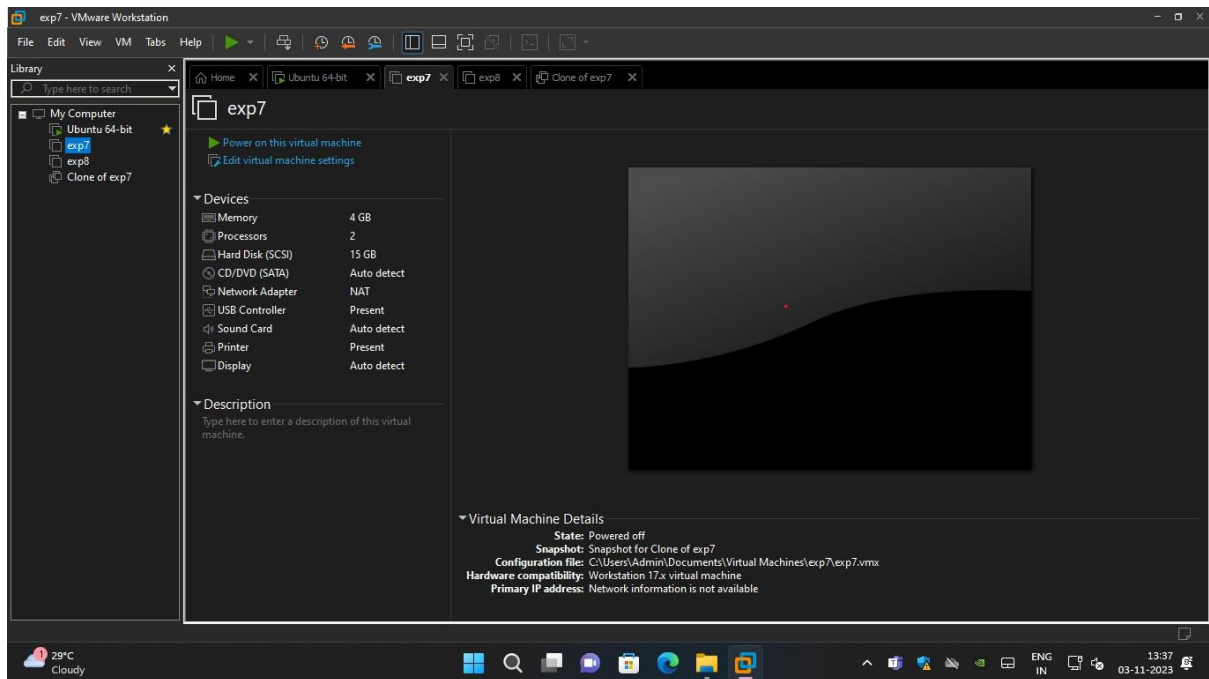 exp7 - VMware Workstation
File Edit View VM Tabs Help
Library
Type here to search
My Computer
Ubuntu 64-bit
exp7
exp8
Clone of exp7
Home Ubuntu 64-bit exp7 exp8 Clone of exp7
exp7
Power on this virtual machine
Edit virtual machine settings
Devices
Memory 4 GB
Processors 2
Hard Disk (SCSI) 15 GB
CD/DVD (SATA) Auto detect
Network Adapter NAT
USB Controller Present
Sound Card Auto detect
Printer Present
Display Auto detect
Description
Type here to enter a description of this virtual
machine.
Virtual Machine Details
State: Powered off
Snapshot: Snapshot for Clone of exp7
Configuration file: C:\Users\Admin\Documents\Virtual Machines\exp7\exp7.vmx
Hardware compatibility: Workstation 17.x virtual machine
Primary IP address: Network information is not available
1 29°C
Cloudy
ENG
IN
13:37
03-11-2023